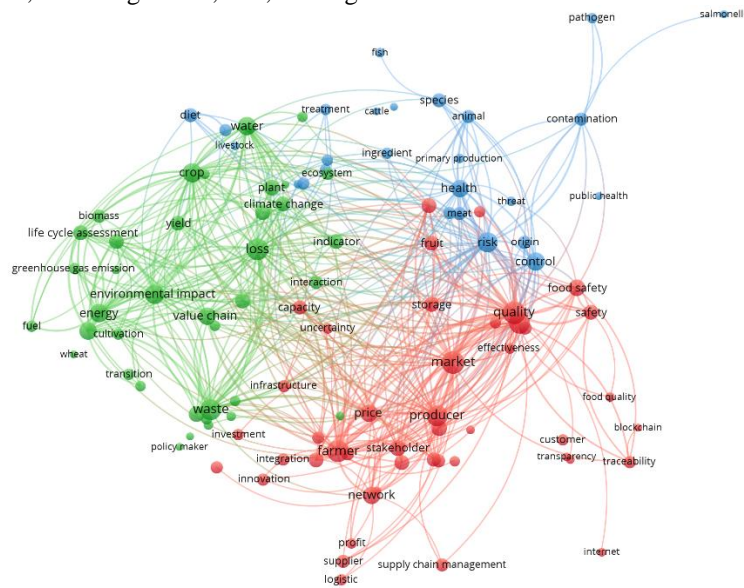 pathogen
salmonell
fish
species
contamination
diet
treatment
cattle
animal
water
livestock
ingredient
primary production
crop
ecosystem
plant
health
public health
climate change
threat
biomass
meat
yield
life cycle assessment
loss
indicator
fruit
risk
origin
control
greenhouse gas emission
interaction
food safety
environmental impact
capacity
storage
energy
value chain
quality
safety
fuel
cultivation
uncertainty
effectiveness
wheat
market
transition
infrastructure
food quality
waste
price
producer
blockchain
policy maker
investment
customer
farmer
stakeholder
transparency
traceability
integration
innovation
network
profit
internet
supplier
supply chain management
logistic